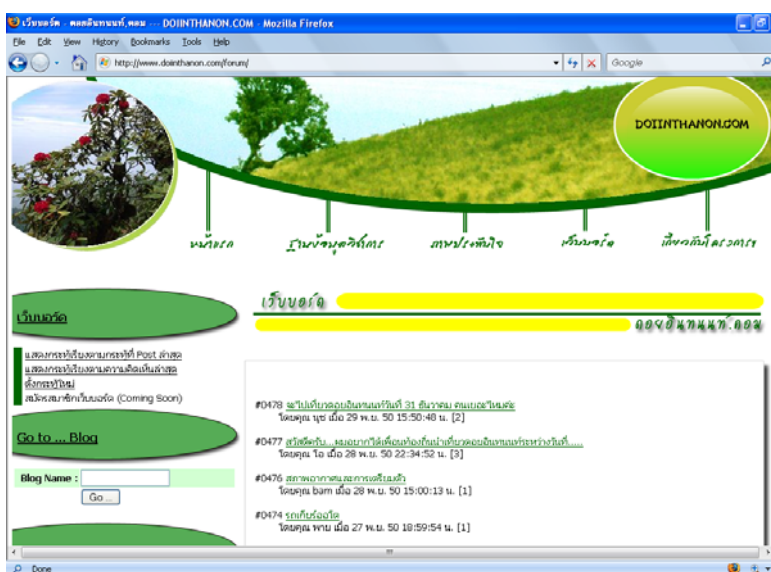 เว็บบอร์ด - ดอยอินทนนท์.คอม --- DOIINTHANON.COM - Mozilla Firefox
File Edit View History Bookmarks Tools Help
http://www.doiinthanon.com/forum/
Google
DOIINTHANON.COM
หน้าแรก ฐานข้อมูลวิชาการ ภาพประทับใจ เว็บบอร์ด เกี่ยวกับโครงการฯ
เว็บบอร์ด
ดอยอินทนนท์.คอม
เว็บบอร์ด
แสดงกระทู้เรียงตามกระทู้ที่ Post ล่าสุด
แสดงกระทู้เรียงตามความคิดเห็นล่าสุด
ตั้งกระทู้ใหม่
สมัครสมาชิกเว็บบอร์ด (Coming Soon)
Go to ... Blog
Blog Name :
Go ...
#0478 จะไปเที่ยวดอยอินทนนท์วันที่ 31 ธันวาคม คนเยอะไหมค่ะ
โดยคุณ นุช เมื่อ 29 พ.ย. 50 15:50:48 น. [2]
#0477 สวัสดีครับ...ผมอยากได้เพื่อนท้องถิ่นนำเที่ยวดอยอินทนนท์ระหว่างวันที่.....
โดยคุณ โอ เมื่อ 28 พ.ย. 50 22:34:52 น. [3]
#0476 สภาพอากาศและการเตรียมตัว
โดยคุณ bam เมื่อ 28 พ.ย. 50 15:00:13 น. [1]
#0474 รถเกียร์ออโต
โดยคุณ พาย เมื่อ 27 พ.ย. 50 18:59:54 น. [1]
Done